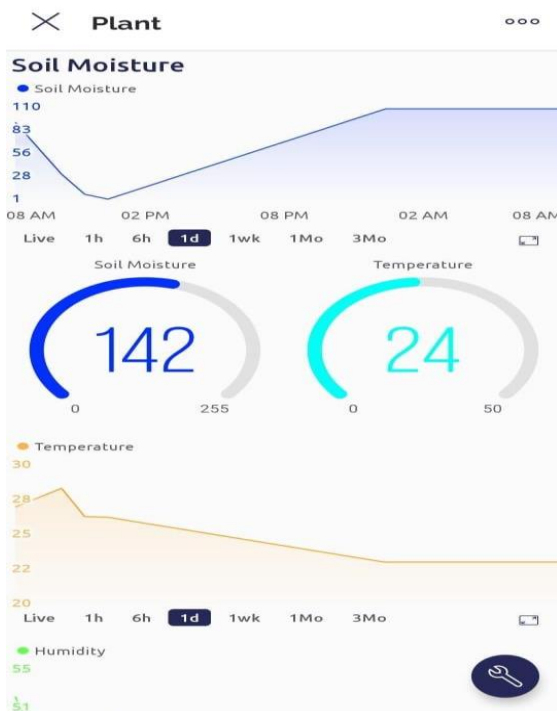 Plant
Soil Moisture
Soil Moisture
110
83
56
28
1
08 AM 02 PM 08 PM 02 AM 08 AM
Live 1h 6h 1d 1wk 1Mo 3Mo
Soil Moisture Temperature
142 24
0 255 0 50
Temperature
30
28
25
22
20
Live 1h 6h 1d 1wk 1Mo 3Mo
Humidity
55
51